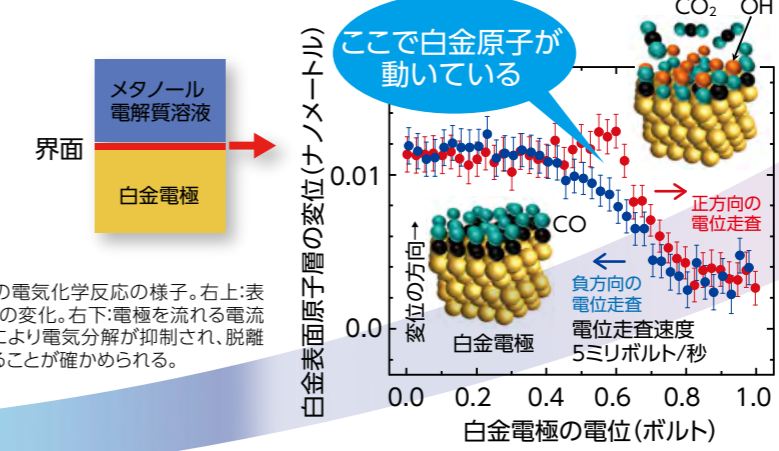 メタノール
電解質溶液
界面
白金電極
の電気化学反応の様子。右上:表
の変化。右下:電極を流れる電流
により電気分解が抑制され、脱離
ることが確かめられる。
白金表面原子層の変位(ナノメートル)
ここで白金原子が
動いている
CO₂ OH
0.01
0.0
変位の方向→
CO
白金電極
正方向の
電位走査
負方向の
電位走査
電位走査速度
5ミリボルト/秒
0.0 0.2 0.4 0.6 0.8 1.0
白金電極の電位(ボルト)